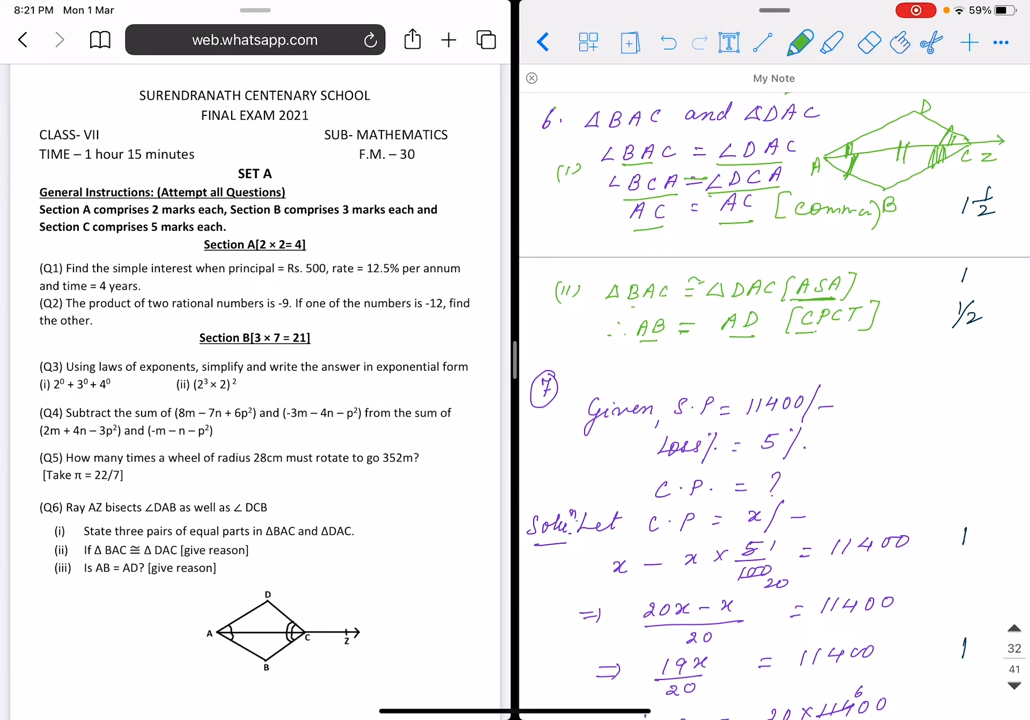 8:21 PM Mon 1 Mar
59%
web.whatsapp.com
SURENDRANATH CENTENARY SCHOOL
FINAL EXAM 2021
CLASS- VII SUB- MATHEMATICS
TIME – 1 hour 15 minutes F.M. – 30
SET A
General Instructions: (Attempt all Questions)
Section A comprises 2 marks each, Section B comprises 3 marks each and
Section C comprises 5 marks each.
Section A[2 × 2= 4]
(Q1) Find the simple interest when principal = Rs. 500, rate = 12.5% per annum
and time = 4 years.
(Q2) The product of two rational numbers is -9. If one of the numbers is -12, find
the other.
Section B[3 × 7 = 21]
(Q3) Using laws of exponents, simplify and write the answer in exponential form
(i) 2⁰ + 3⁰ + 4⁰ (ii) (2³ × 2)²
(Q4) Subtract the sum of (8m – 7n + 6p²) and (-3m – 4n – p²) from the sum of
(2m + 4n – 3p²) and (-m – n – p²)
(Q5) How many times a wheel of radius 28cm must rotate to go 352m?
[Take π = 22/7]
(Q6) Ray AZ bisects ∠DAB as well as ∠ DCB
(i) State three pairs of equal parts in ΔBAC and ΔDAC.
(ii) If Δ BAC ≅ Δ DAC [give reason]
(iii) Is AB = AD? [give reason]
D
A C Z
B
My Note
6. ΔBAC and ΔDAC
(i) ∠BAC = ∠DAC
∠BCA = ∠DCA
AC = AC [common] 1 1/2
D
A C Z
B
(ii) ΔBAC ≅ ΔDAC [ASA] 1
∴ AB = AD [CPCT] 1/2
7
Given, S.P = 11400/-
Loss% = 5%.
C.P. = ?
Soluⁿ. Let C.P = x/-
x - x × 5 1/100 20 = 11400 1
⇒ 20x - x/20 = 11400
⇒ 19x/20 = 11400 1
6
20 × 11400
32
41